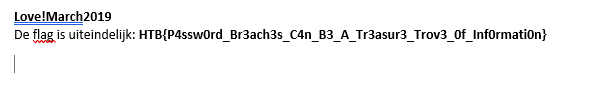 Love!March2019
De flag is uiteindelijk: HTB{P4ssw0rd_Br3ach3s_C4n_B3_A_Tr3asur3_Trov3_0f_Inf0rmati0n}